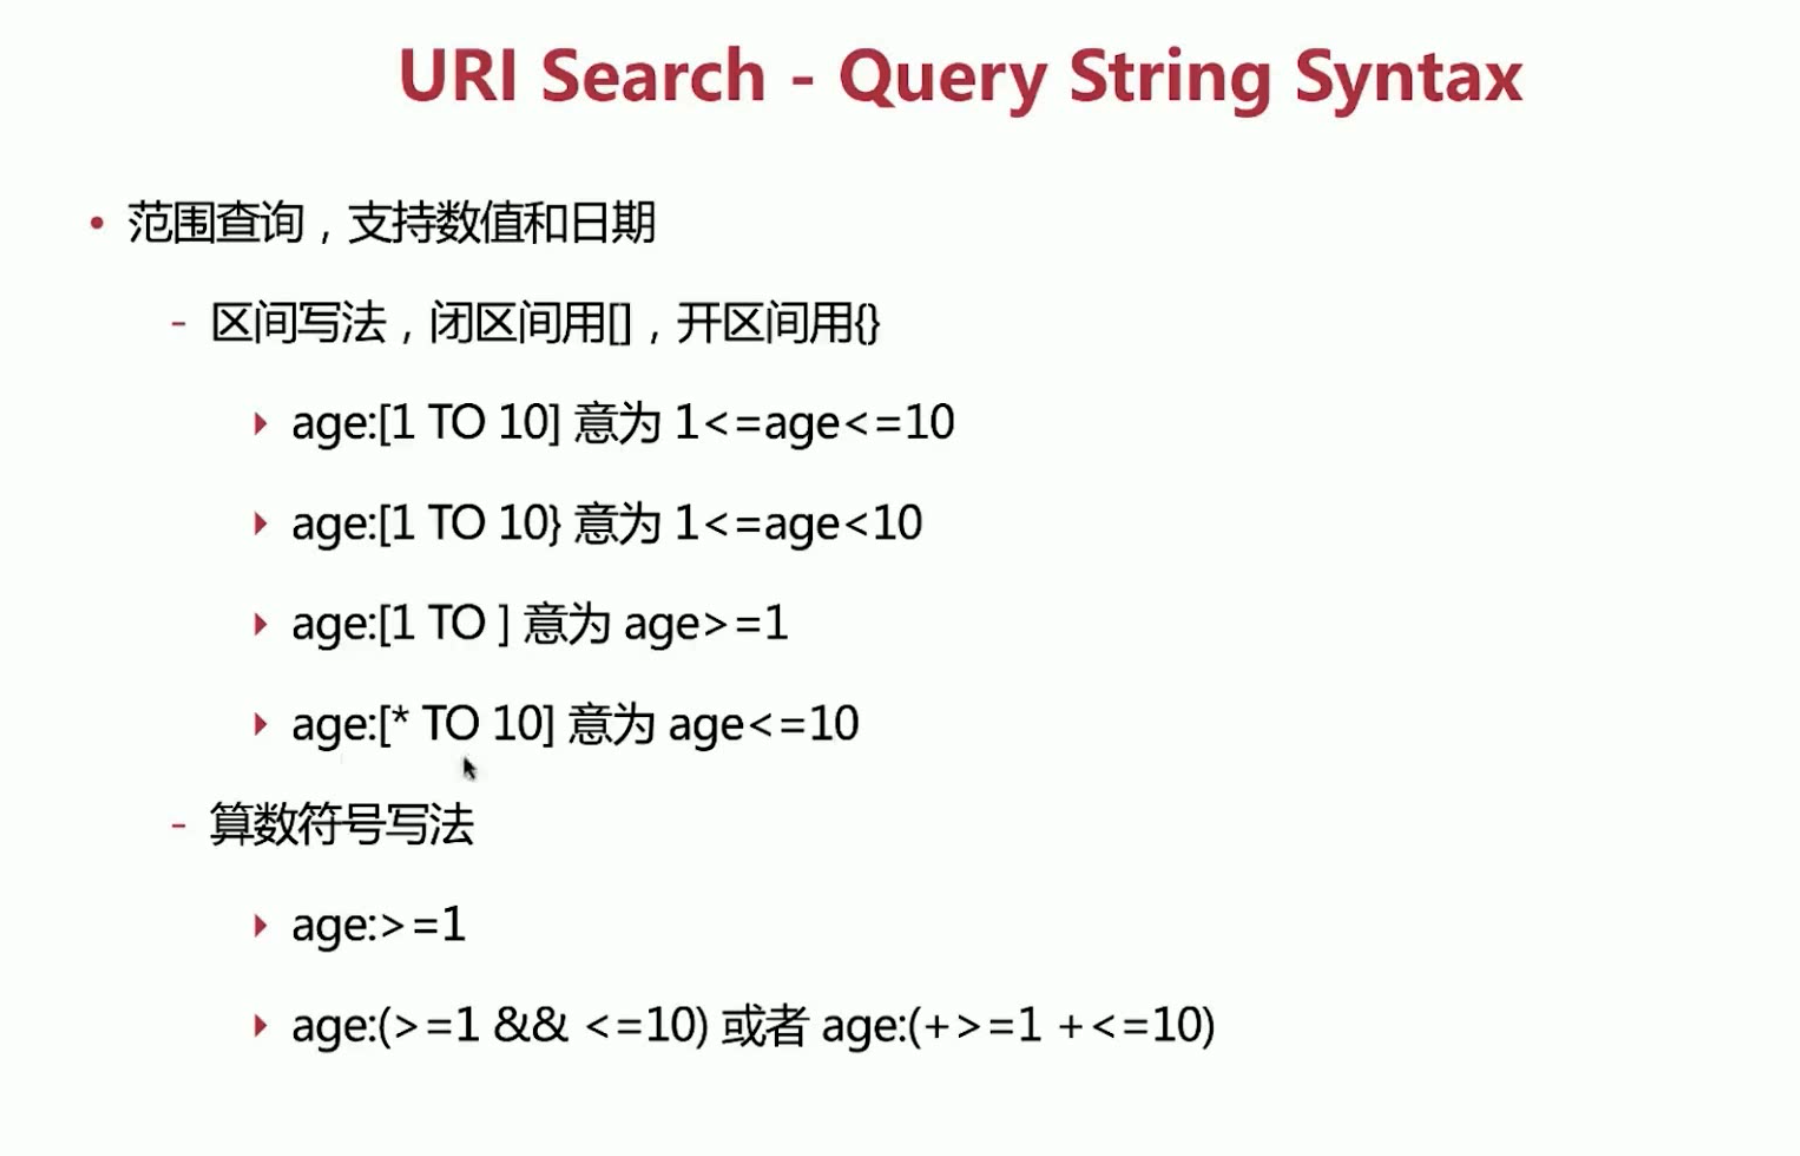 URI Search - Query String Syntax
• 范围查询，支持数值和日期
- 区间写法，闭区间用[]，开区间用{}
age:[1 TO 10] 意为 1<=age<=10
age:[1 TO 10} 意为 1<=age<10
age:[1 TO ] 意为 age>=1
age:[* TO 10] 意为 age<=10
- 算数符号写法
age:>=1
age:(>=1 && <=10) 或者 age:(+>=1 +<=10)